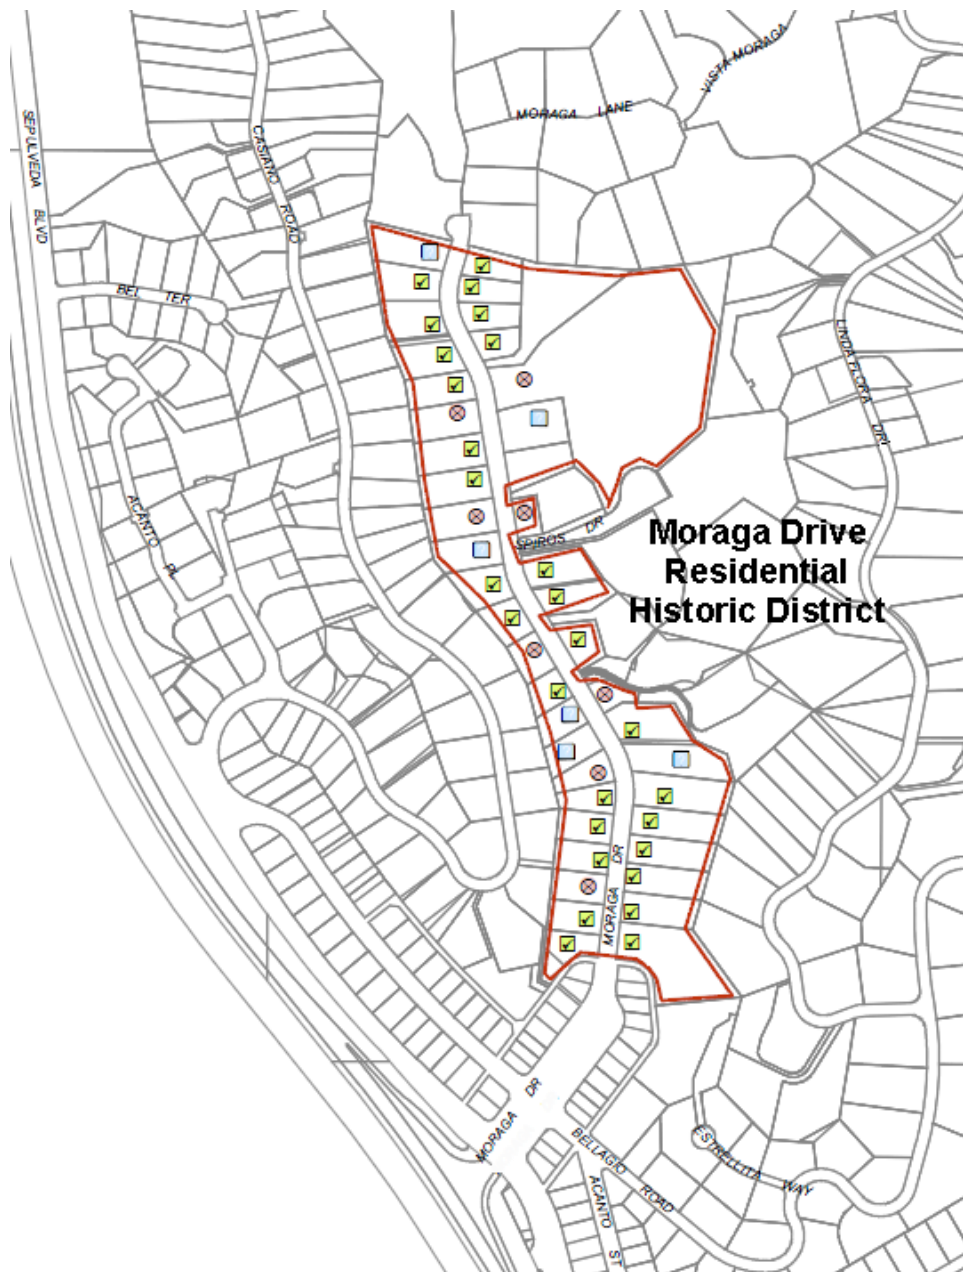 VISTA MORAGA
MORAGA LANE
SEPULVEDA BLVD
CASIANO ROAD
BEL TER
LINDA FLORA DRI
ACANTO PL
SPIROS DR
Moraga Drive
Residential
Historic District
MORAGA DR
MORAGA DR
BELLAGIO ROAD
ESTRELLITA WAY
ACANTO ST